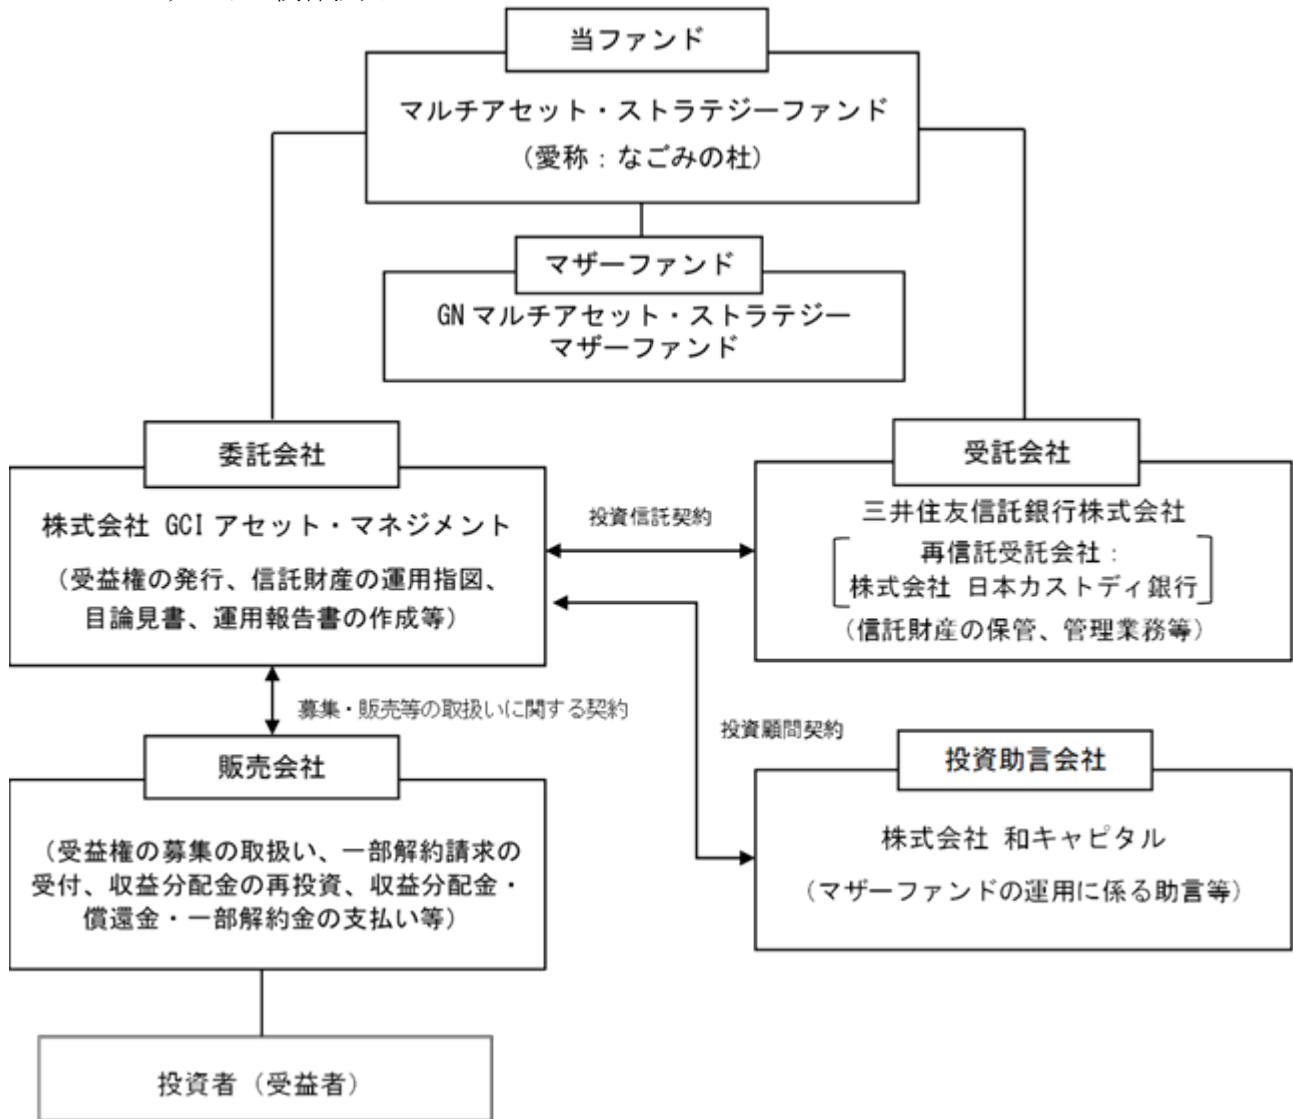 当ファンド
マルチアセット・ストラテジーファンド
（愛称：なごみの杜）
マザーファンド
GN マルチアセット・ストラテジー
マザーファンド
委託会社
株式会社 GCI アセット・マネジメント
（受益権の発行、信託財産の運用指図、
目論見書、運用報告書の作成等）
投資信託契約
受託会社
三井住友信託銀行株式会社
再信託受託会社：
株式会社 日本カストディ銀行
（信託財産の保管、管理業務等）
募集・販売等の取扱いに関する契約
投資顧問契約
販売会社
（受益権の募集の取扱い、一部解約請求の
受付、収益分配金の再投資、収益分配金・
償還金・一部解約金の支払い等）
投資助言会社
株式会社 和キャピタル
（マザーファンドの運用に係る助言等）
投資者（受益者）